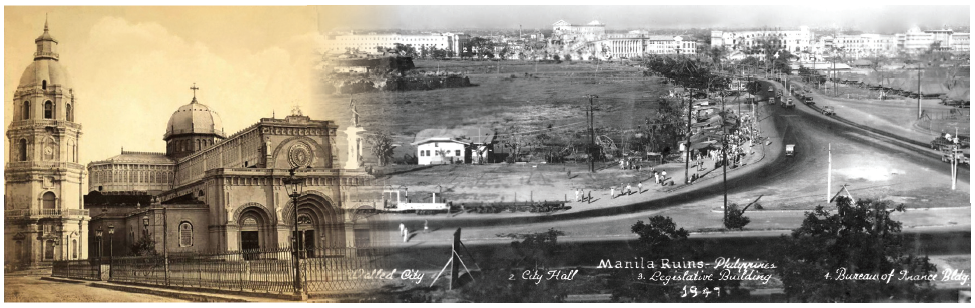 Manila Ruins - Philippines
Walled City 2. City Hall 3. Legislative Building 4. Bureau of Finance Bldg.
1947